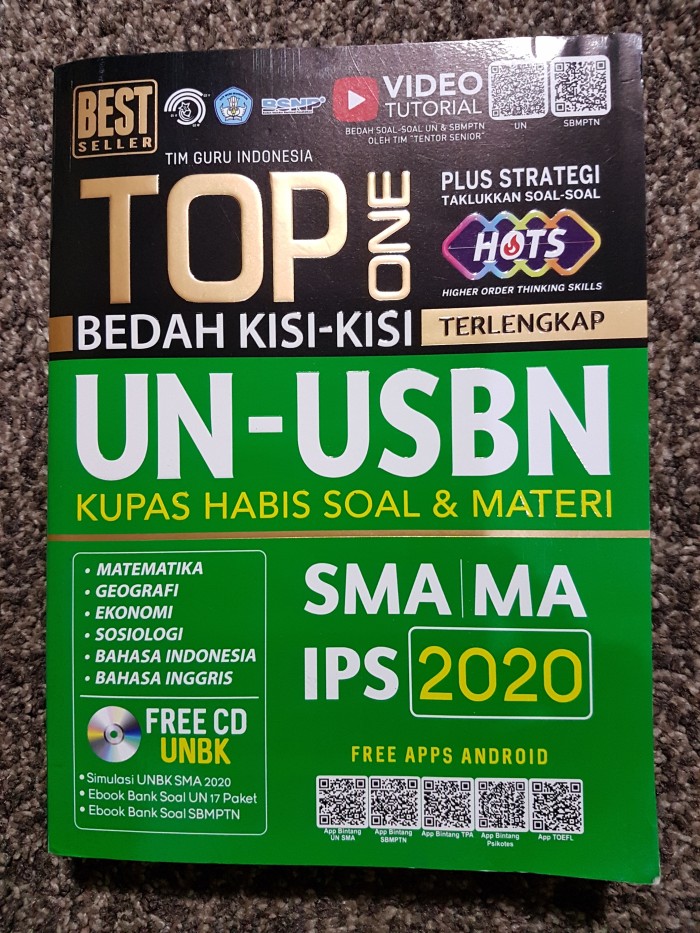 BEST
SELLER
BSNP
VIDEO
TUTORIAL
BEDAH SOAL-SOAL UN & SBMPTN
OLEH TIM "TENTOR SENIOR"
UN
SBMPTN
TIM GURU INDONESIA
TOP
ONE
PLUS STRATEGI
TAKLUKKAN SOAL-SOAL
HOTS
HIGHER ORDER THINKING SKILLS
BEDAH KISI-KISI
TERLENGKAP
UN-USBN
KUPAS HABIS SOAL & MATERI
• MATEMATIKA
• GEOGRAFI
• EKONOMI
• SOSIOLOGI
• BAHASA INDONESIA
• BAHASA INGGRIS
FREE CD
UNBK
• Simulasi UNBK SMA 2020
• Ebook Bank Soal UN 17 Paket
• Ebook Bank Soal SBMPTN
SMA | MA
IPS 2020
FREE APPS ANDROID
App Bintang
UN SMA
App Bintang
SBMPTN
App Bintang TPA
App Bintang
Psikotes
App TOEFL